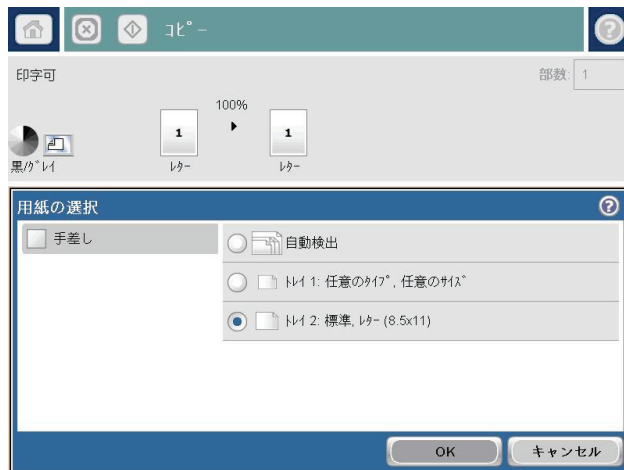 ｺﾋﾟｰ
印字可
部数: 1
100%
1
1
黒/ｸﾞﾚｲ
ﾚﾀｰ
ﾚﾀｰ
用紙の選択
手差し
自動検出
ﾄﾚｲ 1: 任意のﾀｲﾌﾟ, 任意のｻｲｽﾞ
ﾄﾚｲ 2: 標準, ﾚﾀｰ (8.5x11)
OK
キャンセル